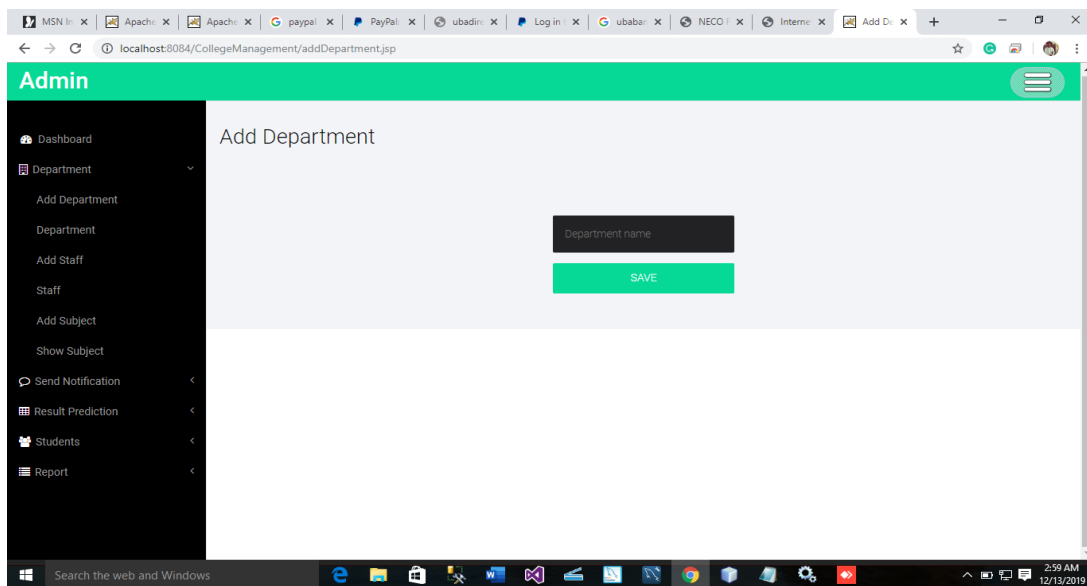 MSN In Apache Apache paypal PayPal: ubadire Log in t ubaban NECO F Interne Add De
localhost:8084/CollegeManagement/addDepartment.jsp
Admin
Dashboard
Add Department
Department
Add Department
Department
Department name
Add Staff
SAVE
Staff
Add Subject
Show Subject
Send Notification
Result Prediction
Students
Report
Search the web and Windows
2:59 AM
12/13/2019